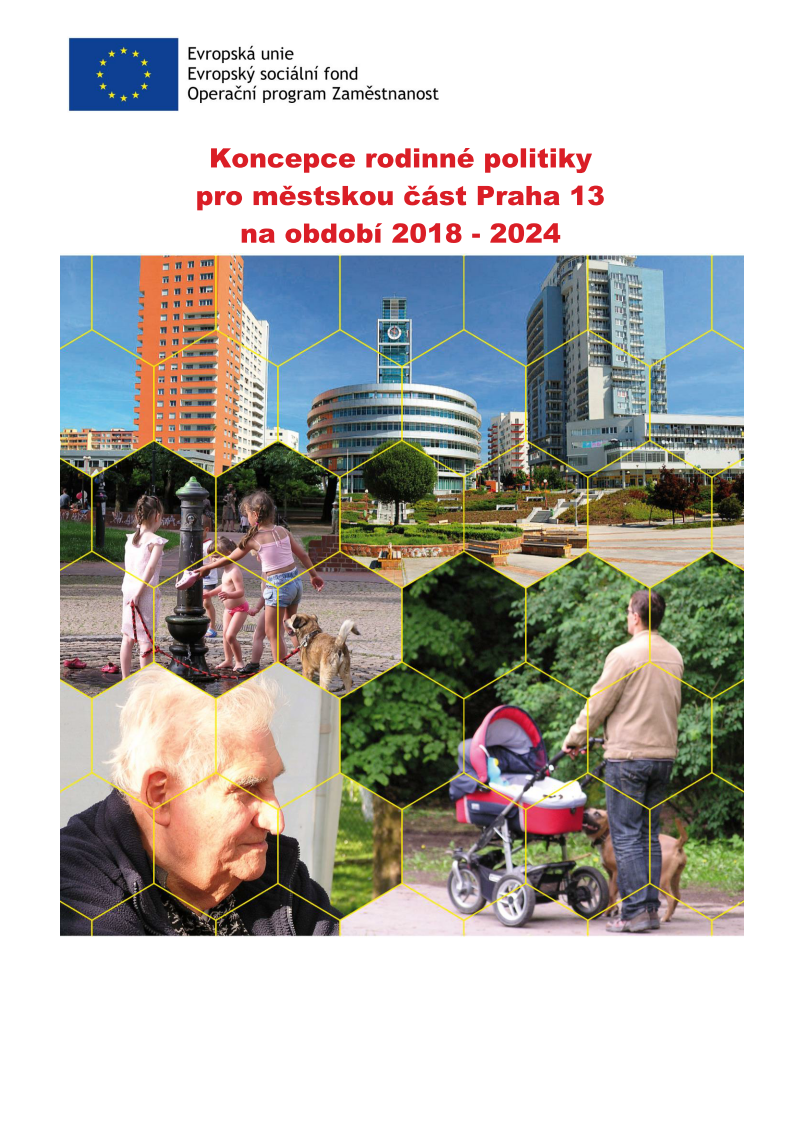 Evropská unie
Evropský sociální fond
Operační program Zaměstnanost
Koncepce rodinné politiky
pro městskou část Praha 13
na období 2018 - 2024